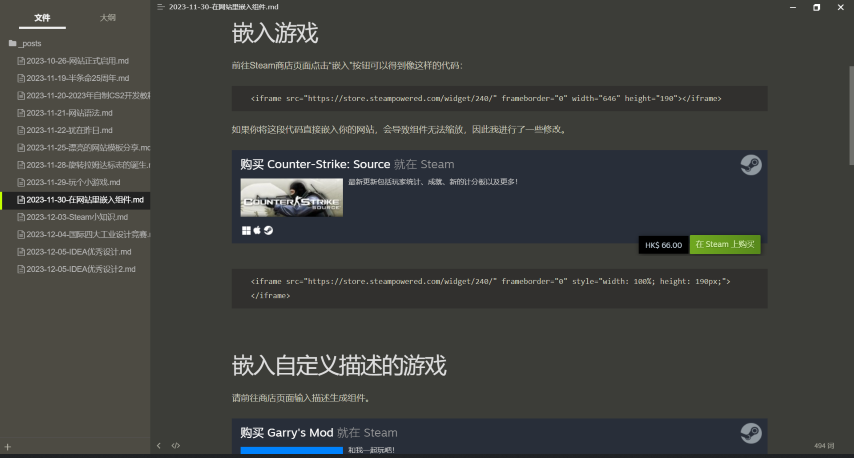 文件 大纲
_posts
2023-10-26-网站正式启用.md
2023-11-19-半条命25周年.md
2023-11-20-2023年自制CS2开发教程
2023-11-21-网站语法.md
2023-11-22-犹在昨日.md
2023-11-25-漂亮的网站模板分享.mc
2023-11-28-旋转拉姆达标志的诞生.
2023-11-29-玩个小游戏.md
2023-11-30-在网站里嵌入组件.md
2023-12-03-Steam小知识.md
2023-12-04-国际四大工业设计竞赛.
2023-12-05-IDEA优秀设计.md
2023-12-05-IDEA优秀设计2.md
2023-11-30-在网站里嵌入组件.md
嵌入游戏
前往Steam商店页面点击“嵌入”按钮可以得到像这样的代码：
<iframe src="https://store.steampowered.com/widget/240/" frameborder="0" width="646" height="190"></iframe>
如果你将这段代码直接嵌入你的网站，会导致组件无法缩放，因此我进行了一些修改。
购买 Counter-Strike: Source 就在 Steam
COUNTER-STRIKE
SOURCE
最新更新包括玩家统计、成就、新的计分板以及更多！
HK$ 66.00 在 Steam 上购买
<iframe src="https://store.steampowered.com/widget/240/" frameborder="0" style="width: 100%; height: 190px;">
</iframe>
嵌入自定义描述的游戏
请前往商店页面输入描述生成组件。
购买 Garry's Mod 就在 Steam
和我一起玩吧！
494 词